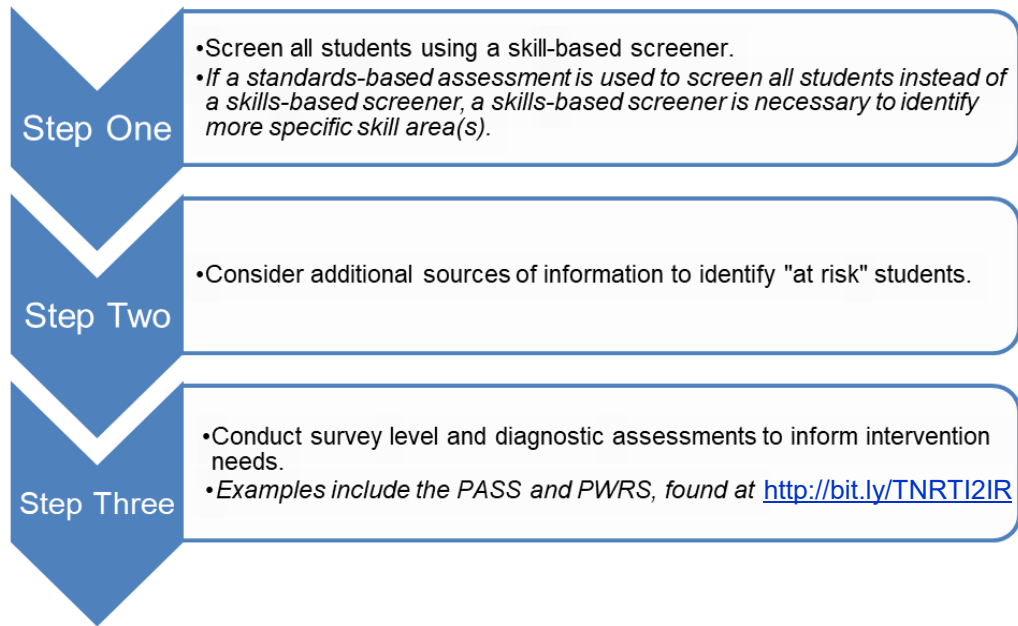 Step One
•Screen all students using a skill-based screener.
•If a standards-based assessment is used to screen all students instead of
a skills-based screener, a skills-based screener is necessary to identify
more specific skill area(s).
Step Two
•Consider additional sources of information to identify "at risk" students.
Step Three
•Conduct survey level and diagnostic assessments to inform intervention
needs.
•Examples include the PASS and PWRS, found at http://bit.ly/TNRTI2IR